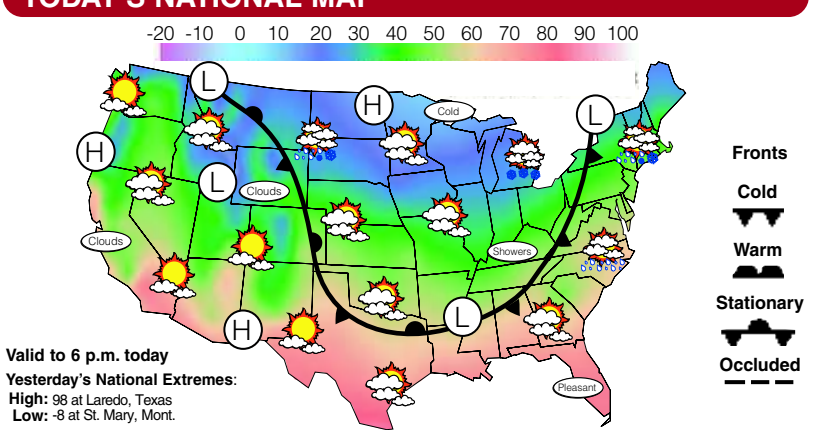 TODAY'S NATIONAL MAP
-20 -10 0 10 20 30 40 50 60 70 80 90 100
L
H
Cold
L
H
L
Clouds
Clouds
Showers
H
L
Pleasant
Fronts
Cold
Warm
Stationary
Occluded
Valid to 6 p.m. today
Yesterday's National Extremes:
High: 98 at Laredo, Texas
Low: -8 at St. Mary, Mont.